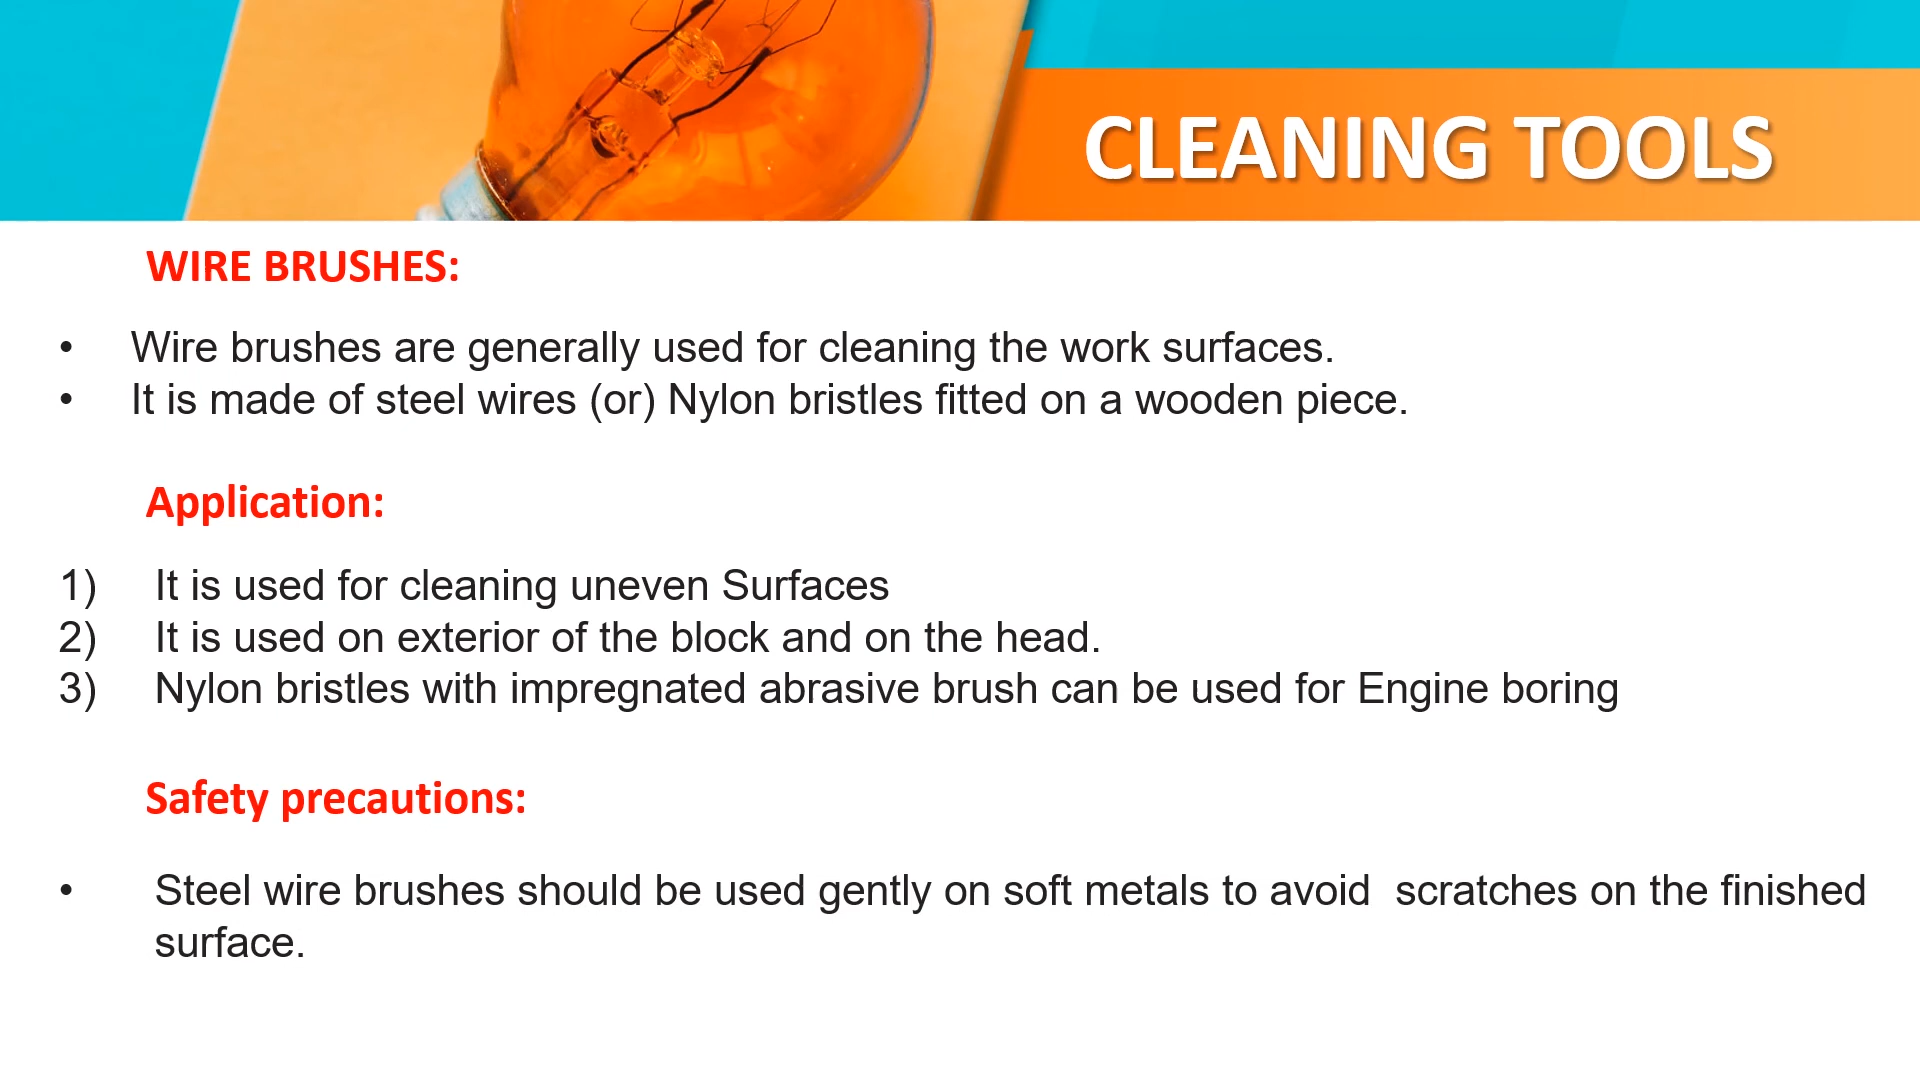 CLEANING TOOLS
WIRE BRUSHES:
• Wire brushes are generally used for cleaning the work surfaces.
• It is made of steel wires (or) Nylon bristles fitted on a wooden piece.
Application:
1) It is used for cleaning uneven Surfaces
2) It is used on exterior of the block and on the head.
3) Nylon bristles with impregnated abrasive brush can be used for Engine boring
Safety precautions:
• Steel wire brushes should be used gently on soft metals to avoid  scratches on the finished
surface.